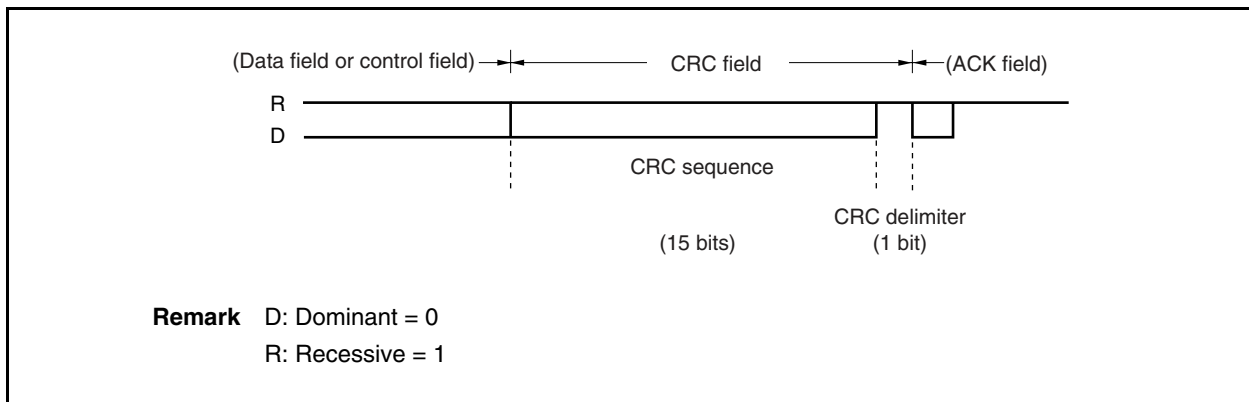 (Data field or control field) CRC field (ACK field)
R
D
CRC sequence
CRC delimiter
(15 bits) (1 bit)
Remark D: Dominant = 0
R: Recessive = 1